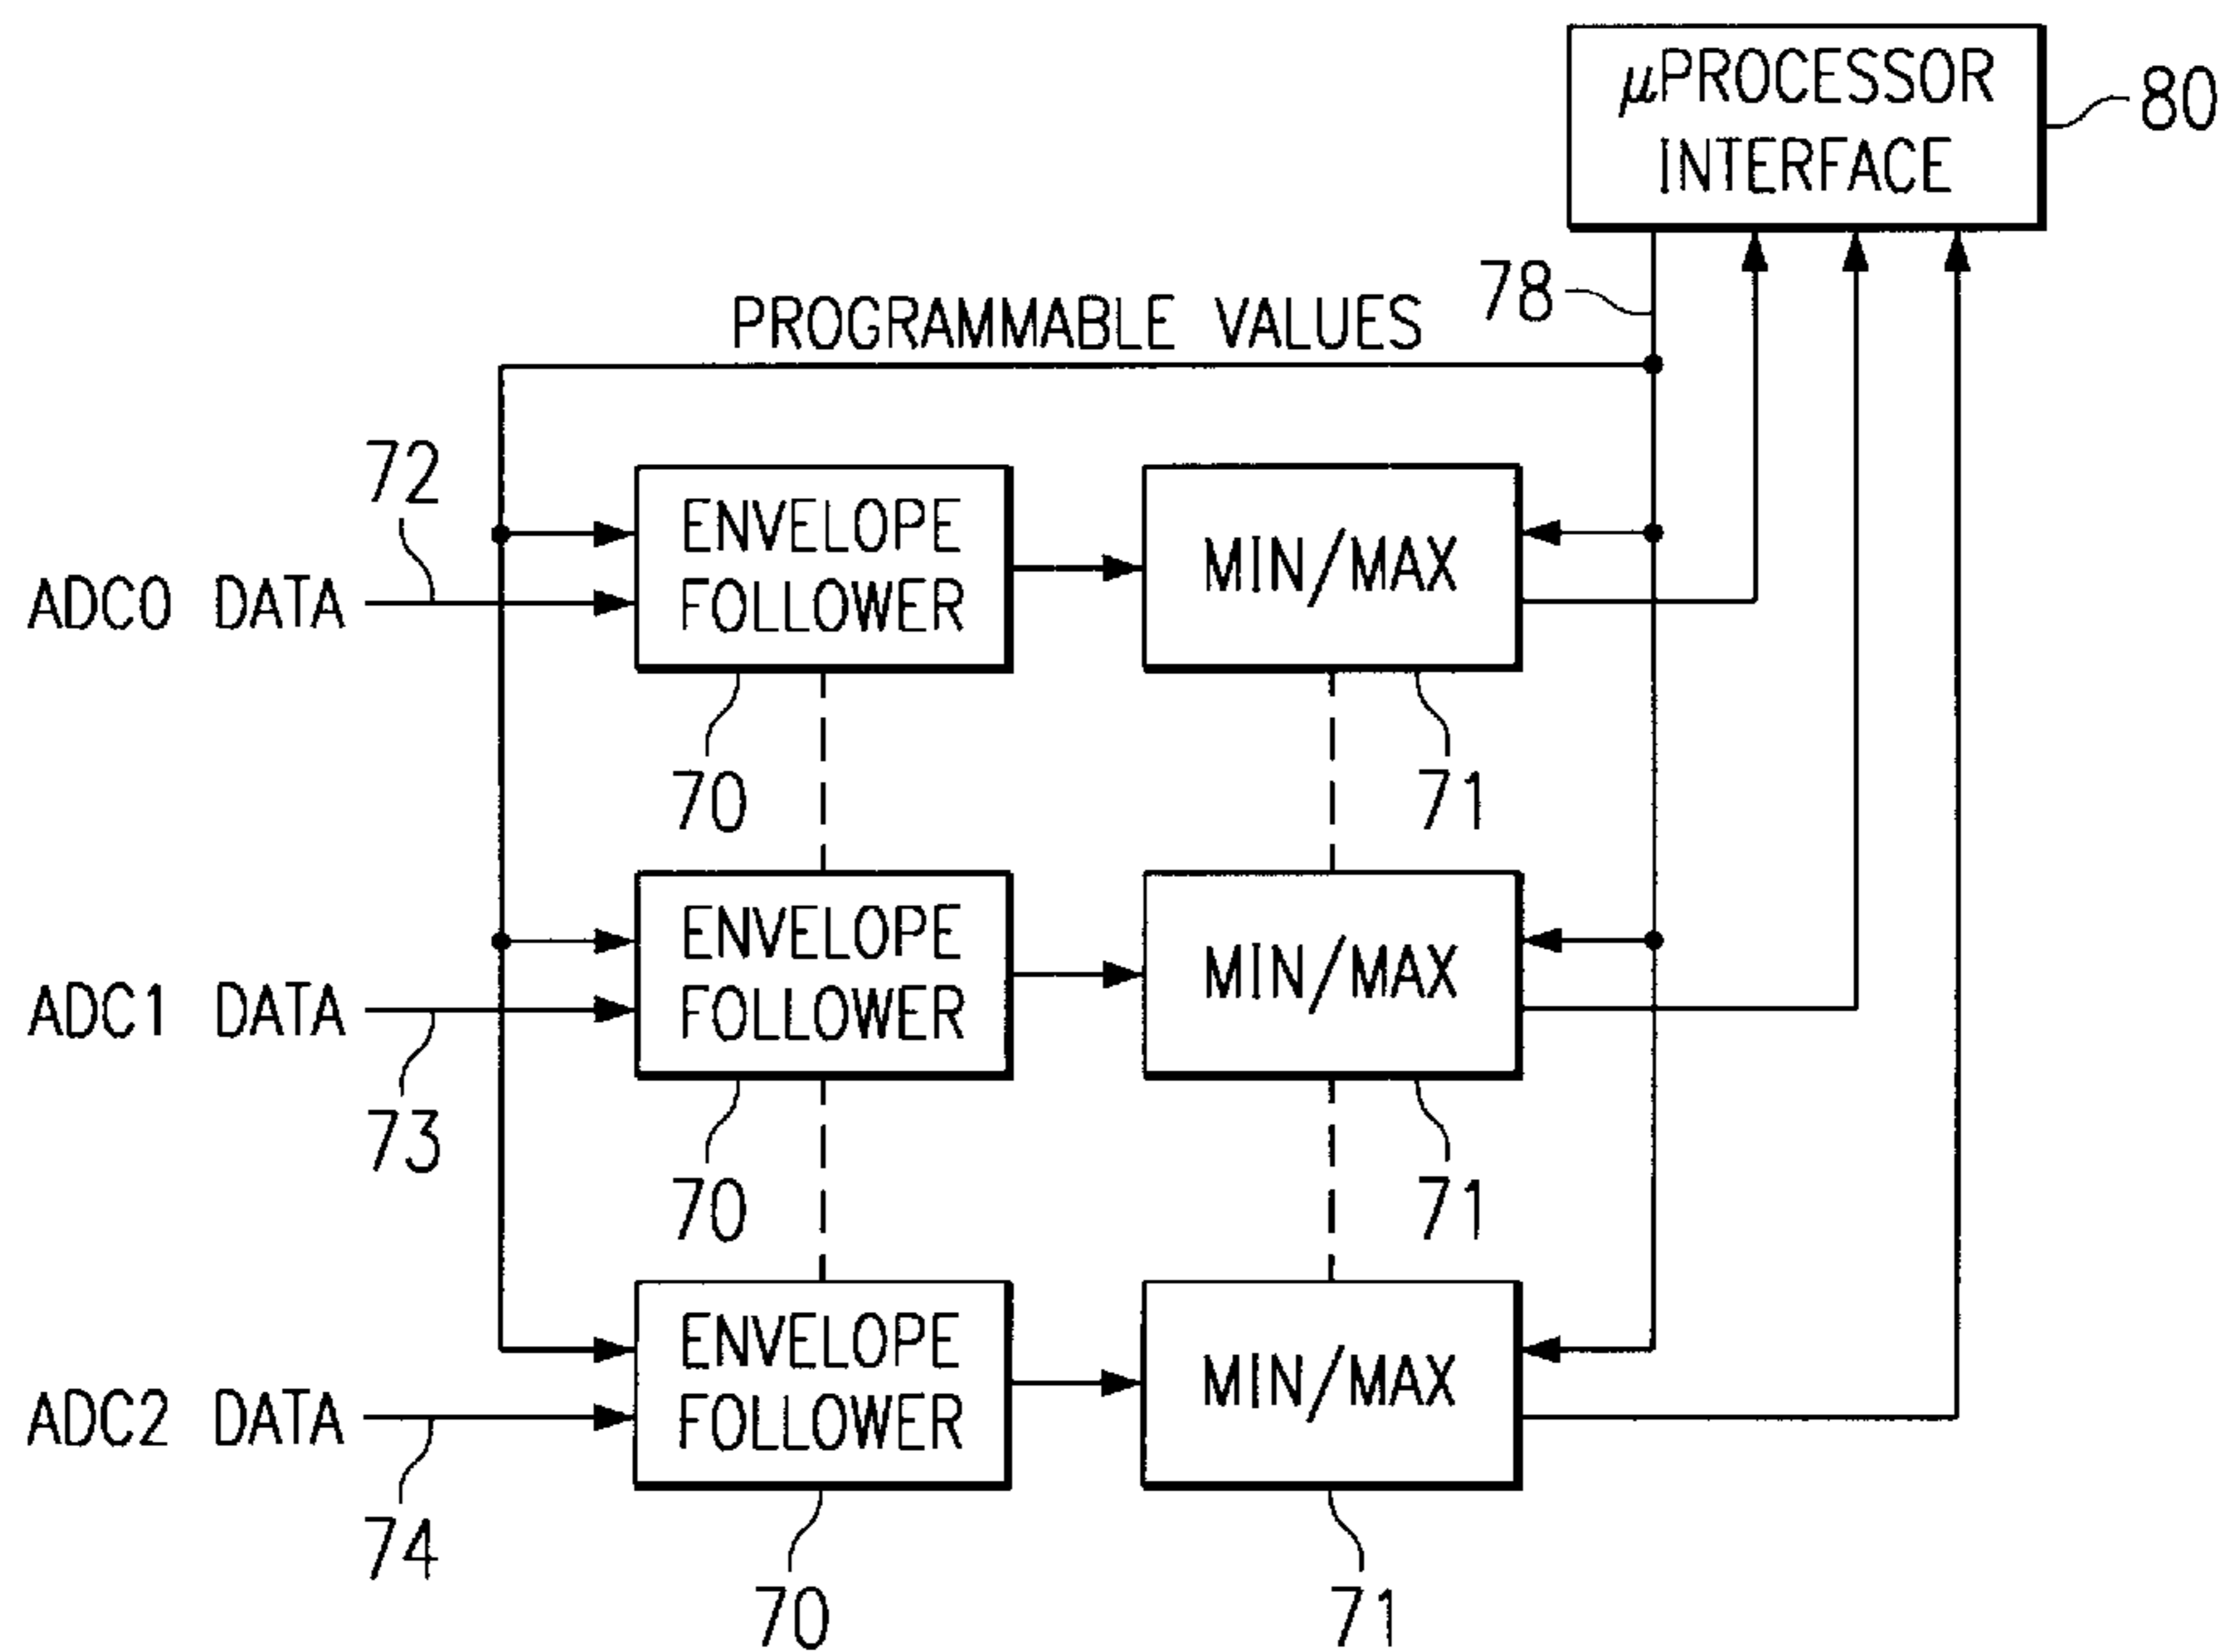 μPROCESSOR
INTERFACE
80
78
PROGRAMMABLE VALUES
72
ENVELOPE
FOLLOWER
MIN/MAX
ADC0 DATA
70
71
ENVELOPE
FOLLOWER
MIN/MAX
ADC1 DATA
73
70
71
ENVELOPE
FOLLOWER
MIN/MAX
ADC2 DATA
74
70
71